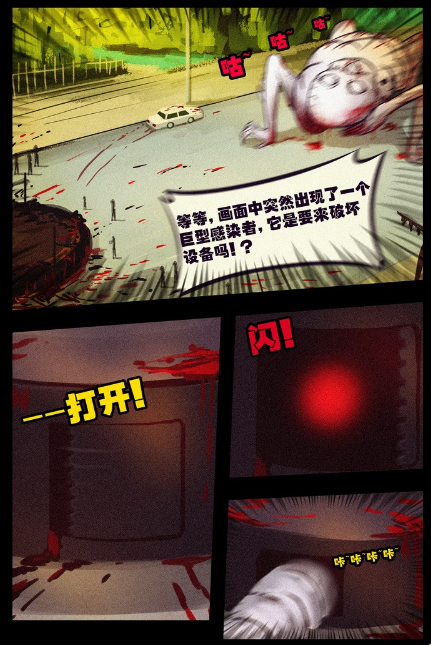 咕~ 咕~ 咕~
等等，画面中突然出现了一个
巨型感染者，它是要来破坏
设备吗！？
——打开！
闪！
咔~咔~咔~咔~